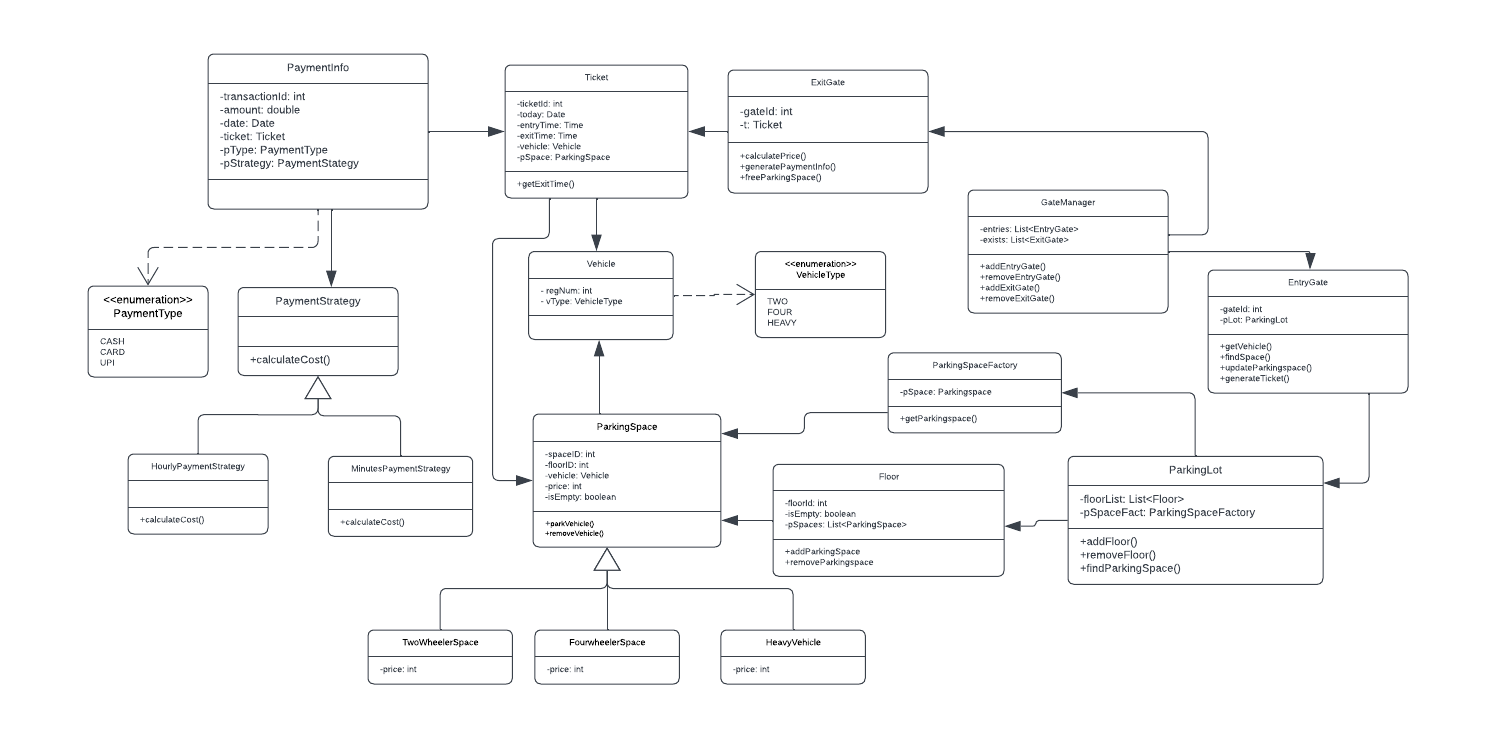 PaymentInfo
-transactionId: int
-amount: double
-date: Date
-ticket: Ticket
-pType: PaymentType
-pStrategy: PaymentStategy
Ticket
-ticketId: int
-today: Date
-entryTime: Time
-exitTime: Time
-vehicle: Vehicle
-pSpace: ParkingSpace
+getExitTime()
ExitGate
-gateId: int
-t: Ticket
+calculatePrice()
+generatePaymentInfo()
+freeParkingSpace()
GateManager
-entries: List<EntryGate>
-exists: List<ExitGate>
+addEntryGate()
+removeEntryGate()
+addExitGate()
+removeExitGate()
Vehicle
- regNum: int
- vType: VehicleType
<<enumeration>>
VehicleType
TWO
FOUR
HEAVY
EntryGate
-gateId: int
-pLot: ParkingLot
+getVehicle()
+findSpace()
+updateParkingspace()
+generateTicket()
<<enumeration>>
PaymentType
CASH
CARD
UPI
PaymentStrategy
+calculateCost()
ParkingSpaceFactory
-pSpace: Parkingspace
+getParkingspace()
ParkingSpace
-spaceID: int
-floorID: int
-vehicle: Vehicle
-price: int
-isEmpty: boolean
+parkVehicle()
+removeVehicle()
HourlyPaymentStrategy
+calculateCost()
MinutesPaymentStrategy
+calculateCost()
Floor
-floorId: int
-isEmpty: boolean
-pSpaces: List<ParkingSpace>
+addParkingSpace
+removeParkingspace
ParkingLot
-floorList: List<Floor>
-pSpaceFact: ParkingSpaceFactory
+addFloor()
+removeFloor()
+findParkingSpace()
TwoWheelerSpace
-price: int
FourwheelerSpace
-price: int
HeavyVehicle
-price: int